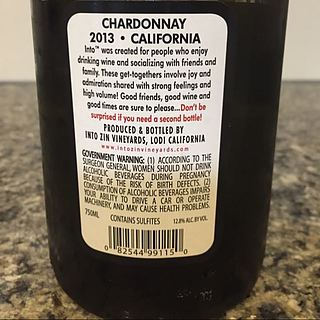 CHARDONNAY
2013 • CALIFORNIA
Into™ was created for people who enjoy
drinking wine and socializing with friends and
family. These get-togethers involve joy and
admiration shared with strong feelings and
high volume! Good friends, good wine and
good times are sure to please...Don't be
surprised if you need a second bottle!
PRODUCED & BOTTLED BY
INTO ZIN VINEYARDS, LODI CALIFORNIA
www.intozinvineyards.com
GOVERNMENT WARNING: (1) ACCORDING TO THE
SURGEON GENERAL, WOMEN SHOULD NOT DRINK
ALCOHOLIC BEVERAGES DURING PREGNANCY
BECAUSE OF THE RISK OF BIRTH DEFECTS. (2)
CONSUMPTION OF ALCOHOLIC BEVERAGES IMPAIRS
YOUR ABILITY TO DRIVE A CAR OR OPERATE
MACHINERY, AND MAY CAUSE HEALTH PROBLEMS.
750ML CONTAINS SULFITES 12.8% ALC.BY VOL.
0 82544 99115 0